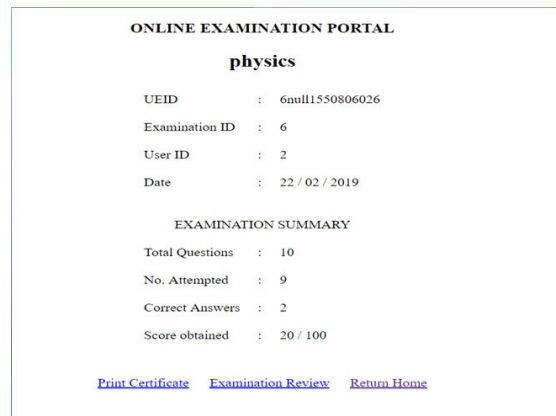 ONLINE EXAMINATION PORTAL
physics
UEID : 6null1550806026
Examination ID : 6
User ID : 2
Date : 22 / 02 / 2019
EXAMINATION SUMMARY
Total Questions : 10
No. Attempted : 9
Correct Answers : 2
Score obtained : 20 / 100
Print Certificate Examination Review Return Home